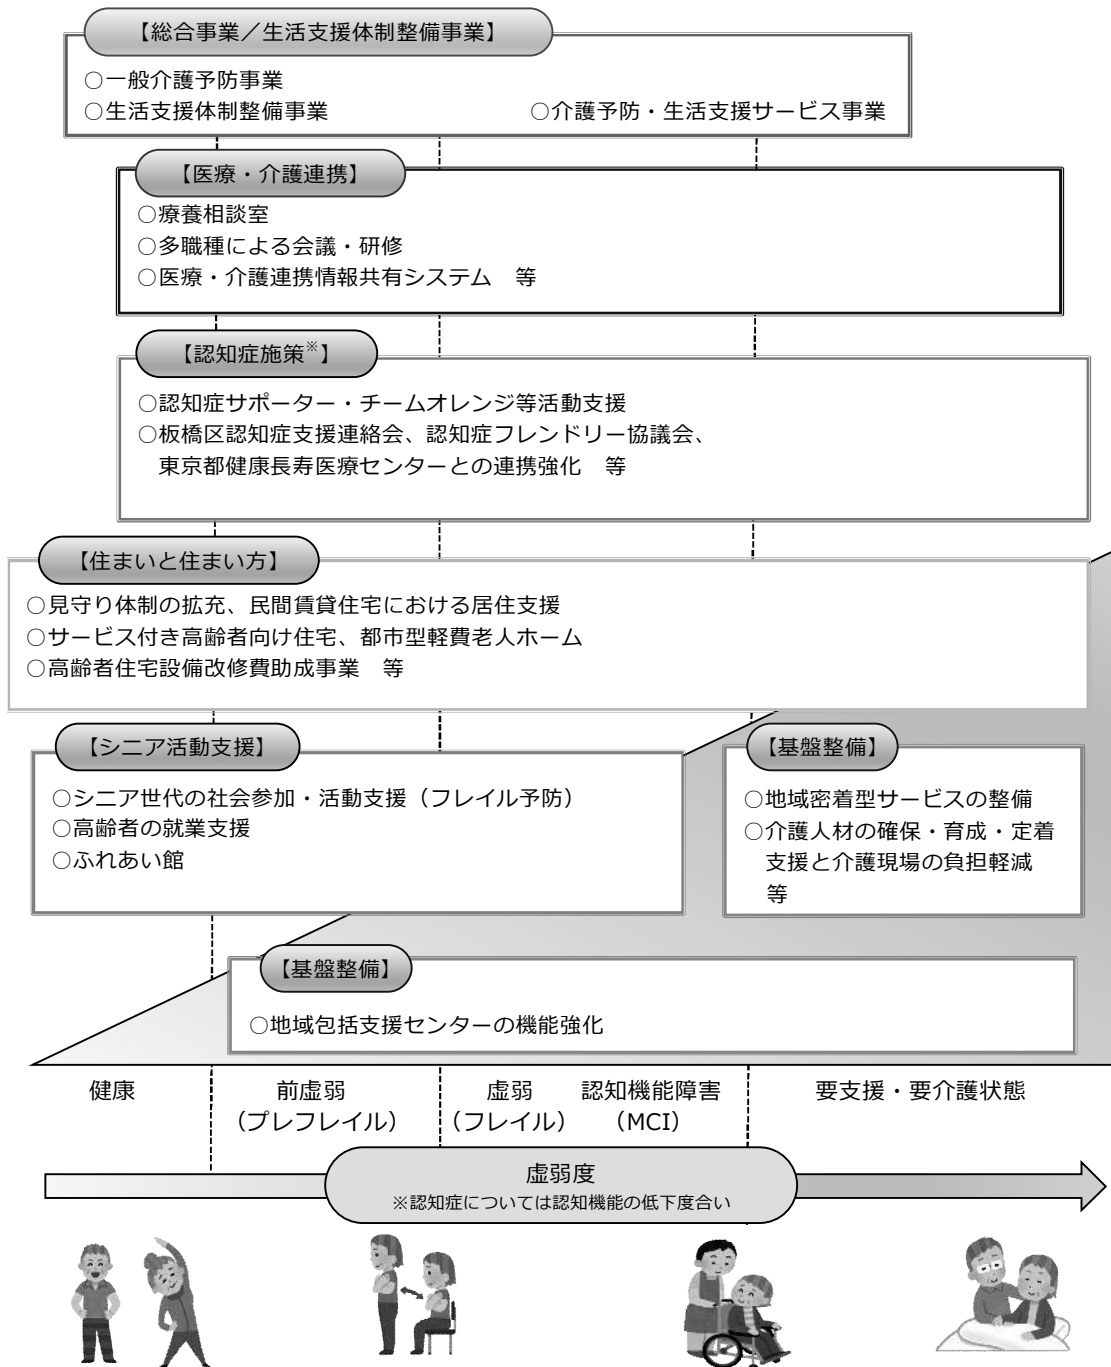 【総合事業／生活支援体制整備事業】
○一般介護予防事業
○生活支援体制整備事業
○介護予防・生活支援サービス事業
【医療・介護連携】
○療養相談室
○多職種による会議・研修
○医療・介護連携情報共有システム　等
【認知症施策※】
○認知症サポーター・チームオレンジ等活動支援
○板橋区認知症支援連絡会、認知症フレンドリー協議会、
東京都健康長寿医療センターとの連携強化　等
【住まいと住まい方】
○見守り体制の拡充、民間賃貸住宅における居住支援
○サービス付き高齢者向け住宅、都市型軽費老人ホーム
○高齢者住宅設備改修費助成事業　等
【シニア活動支援】
○シニア世代の社会参加・活動支援（フレイル予防）
○高齢者の就業支援
○ふれあい館
【基盤整備】
○地域密着型サービスの整備
○介護人材の確保・育成・定着
支援と介護現場の負担軽減
等
【基盤整備】
○地域包括支援センターの機能強化
健康
前虚弱
（プレフレイル）
虚弱
（フレイル）
認知機能障害
（MCI）
要支援・要介護状態
虚弱度
※認知症については認知機能の低下度合い